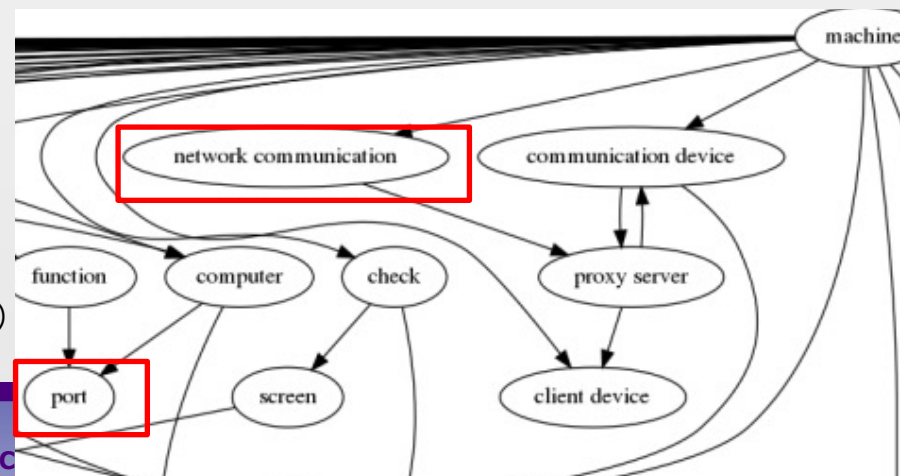 machine
network communication
communication device
function
computer
check
proxy server
)
port
screen
client device
c